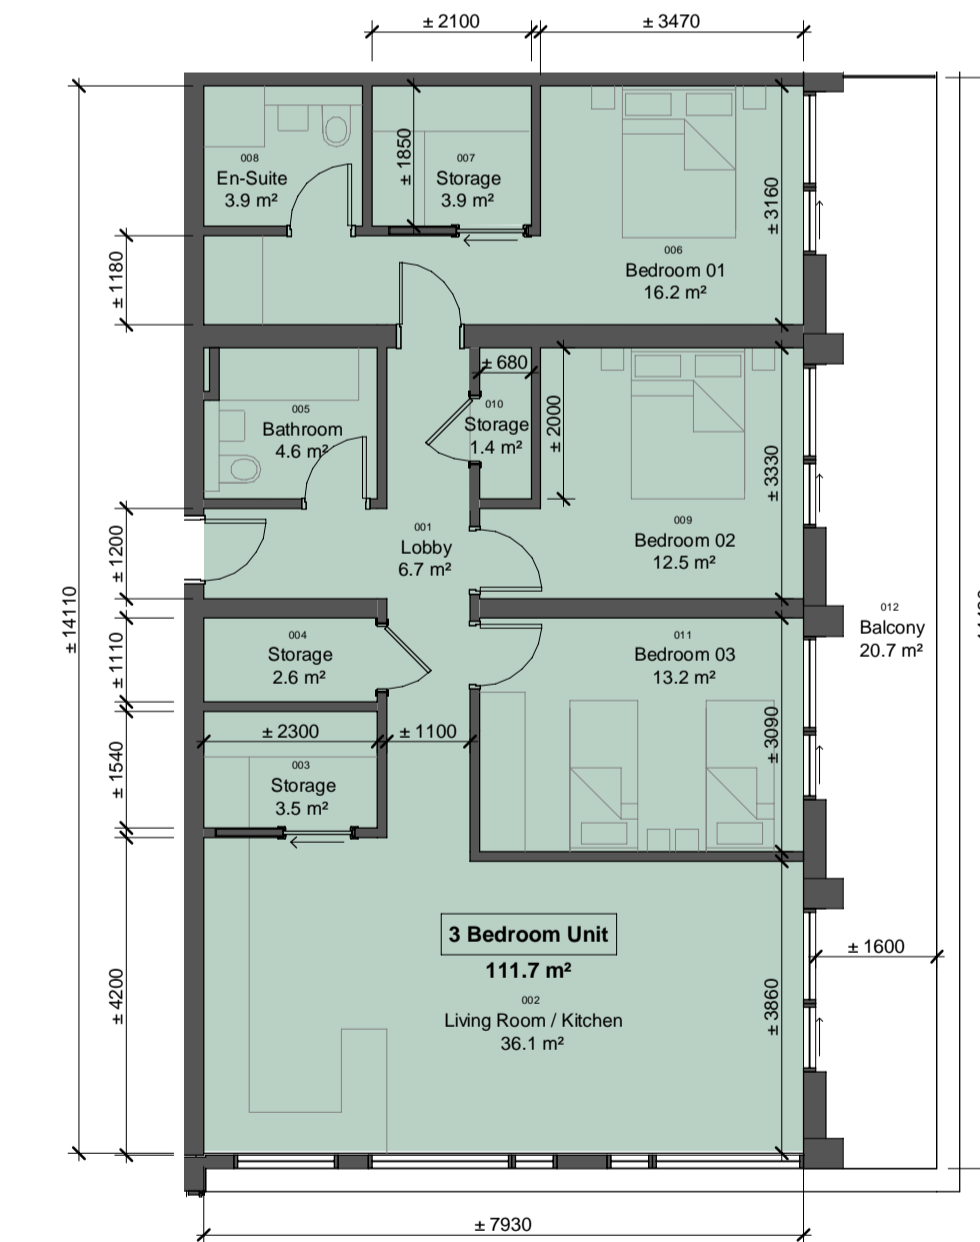 ± 2100
± 3470
008
En-Suite
3.9 m²
± 1850
007
Storage
3.9 m²
± 3160
± 1180
006
Bedroom 01
16.2 m²
± 680
005
Bathroom
4.6 m²
010
Storage
1.4 m²
± 2000
± 3330
± 1200
001
Lobby
6.7 m²
009
Bedroom 02
12.5 m²
± 14110
012
Balcony
20.7 m²
± 1110
004
Storage
2.6 m²
011
Bedroom 03
13.2 m²
± 2300
± 1100
± 3090
± 1540
003
Storage
3.5 m²
3 Bedroom Unit
111.7 m²
± 1600
± 4200
002
Living Room / Kitchen
36.1 m²
± 3860
± 7930